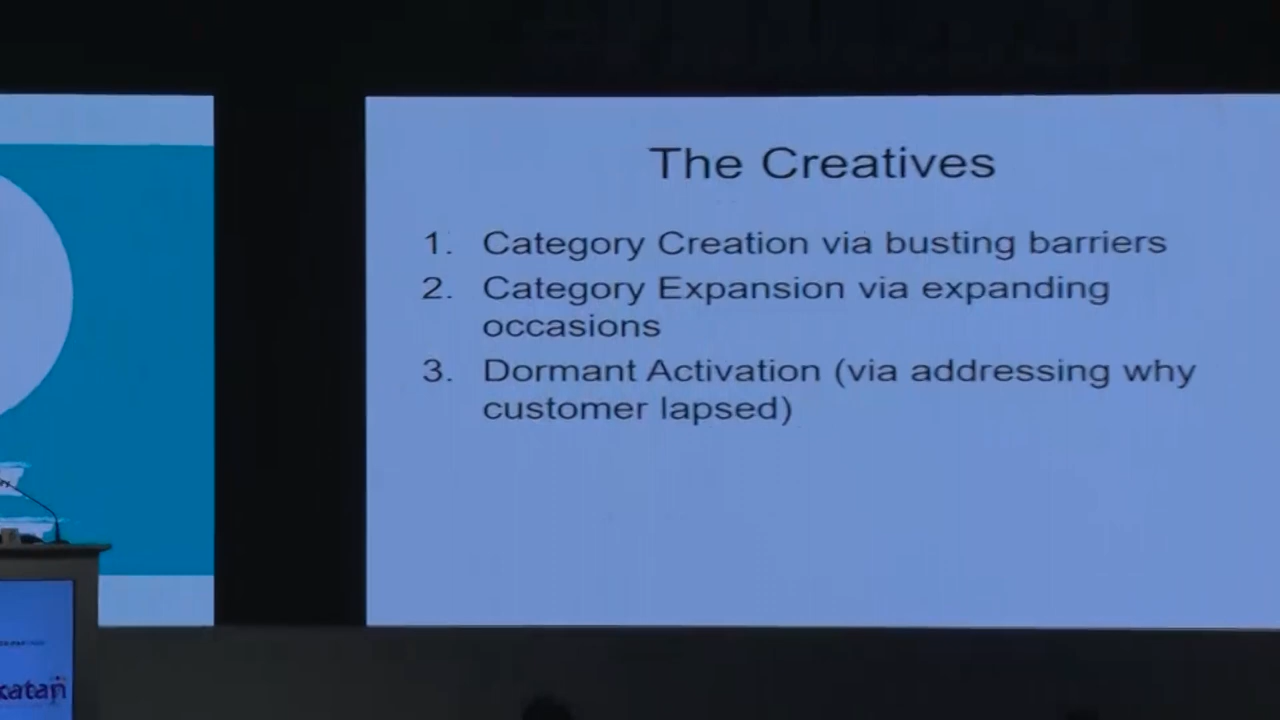 The Creatives
1. Category Creation via busting barriers
2. Category Expansion via expanding
occasions
3. Dormant Activation (via addressing why
customer lapsed)
katan